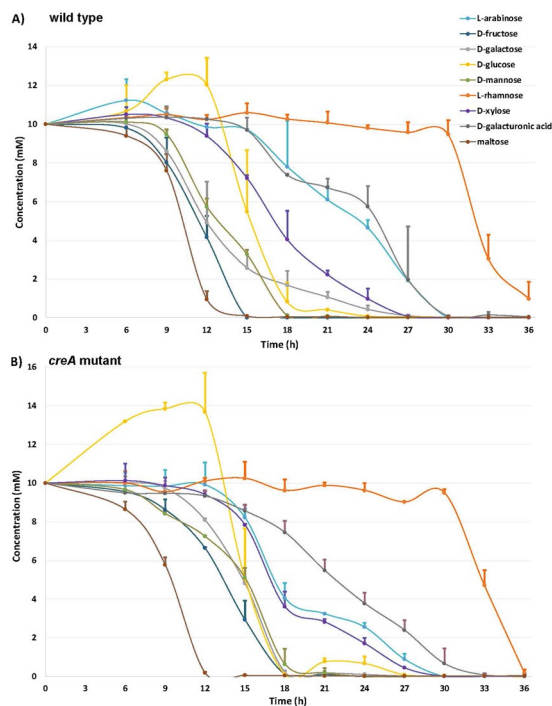 A) wild type
L-arabinose
D-fructose
D-galactose
D-glucose
D-mannose
L-rhamnose
D-xylose
D-galacturonic acid
maltose
Concentration (mM)
14
12
10
8
6
4
2
0
0 3 6 9 12 15 18 21 24 27 30 33 36
Time (h)
B) creA mutant
Concentration (mM)
16
14
12
10
8
6
4
2
0
0 3 6 9 12 15 18 21 24 27 30 33 36
Time (h)